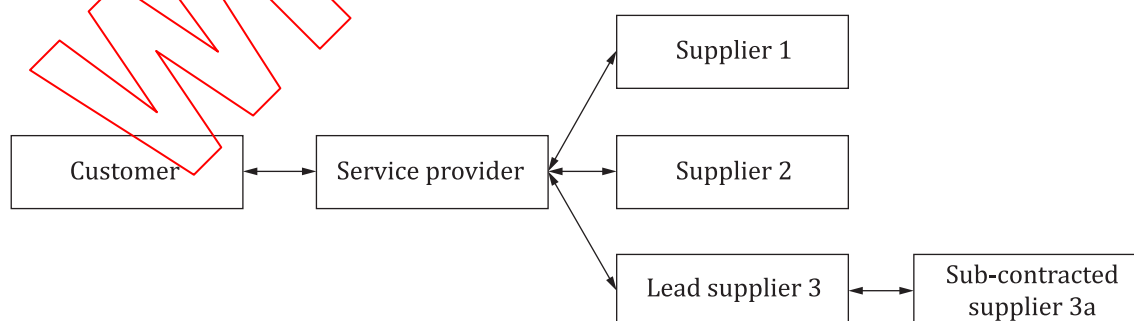 Supplier 1
Customer
Service provider
Supplier 2
Lead supplier 3
Sub-contracted
supplier 3a